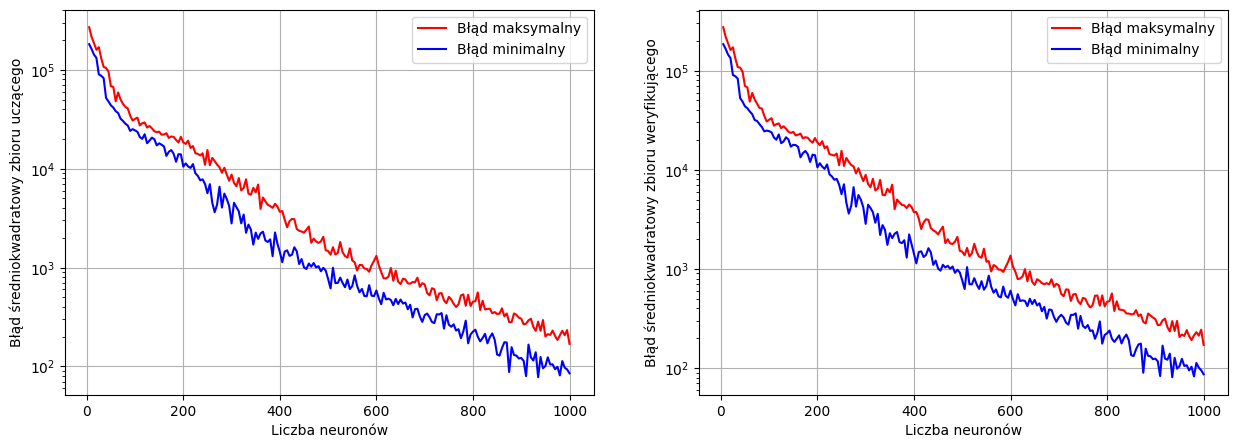 Błąd średniokwadratowy zbioru uczącego
10^5
10^4
10^3
10^2
Błąd maksymalny
Błąd minimalny
0 200 400 600 800 1000
Liczba neuronów
Błąd średniokwadratowy zbioru weryfikującego
10^5
10^4
10^3
10^2
Błąd maksymalny
Błąd minimalny
0 200 400 600 800 1000
Liczba neuronów